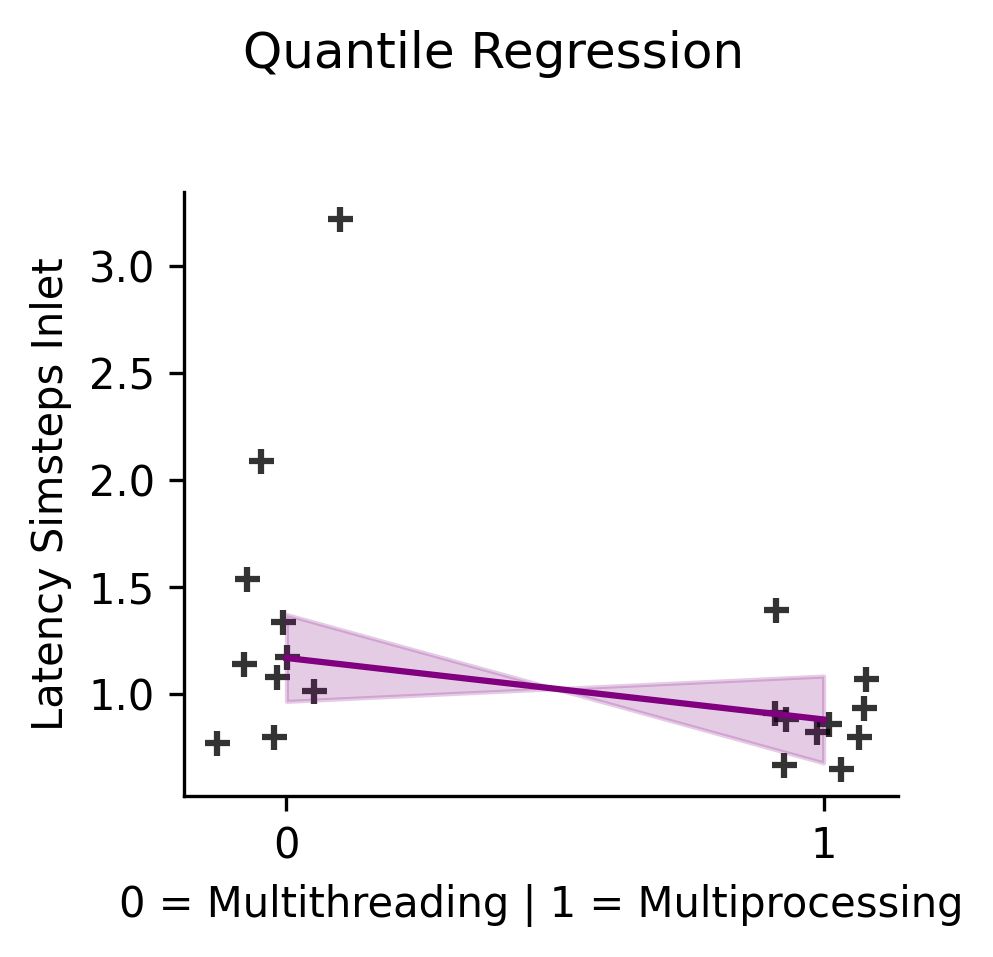 Quantile Regression
Latency Simsteps Inlet
3.0
2.5
2.0
1.5
1.0
0 1
0 = Multithreading | 1 = Multiprocessing